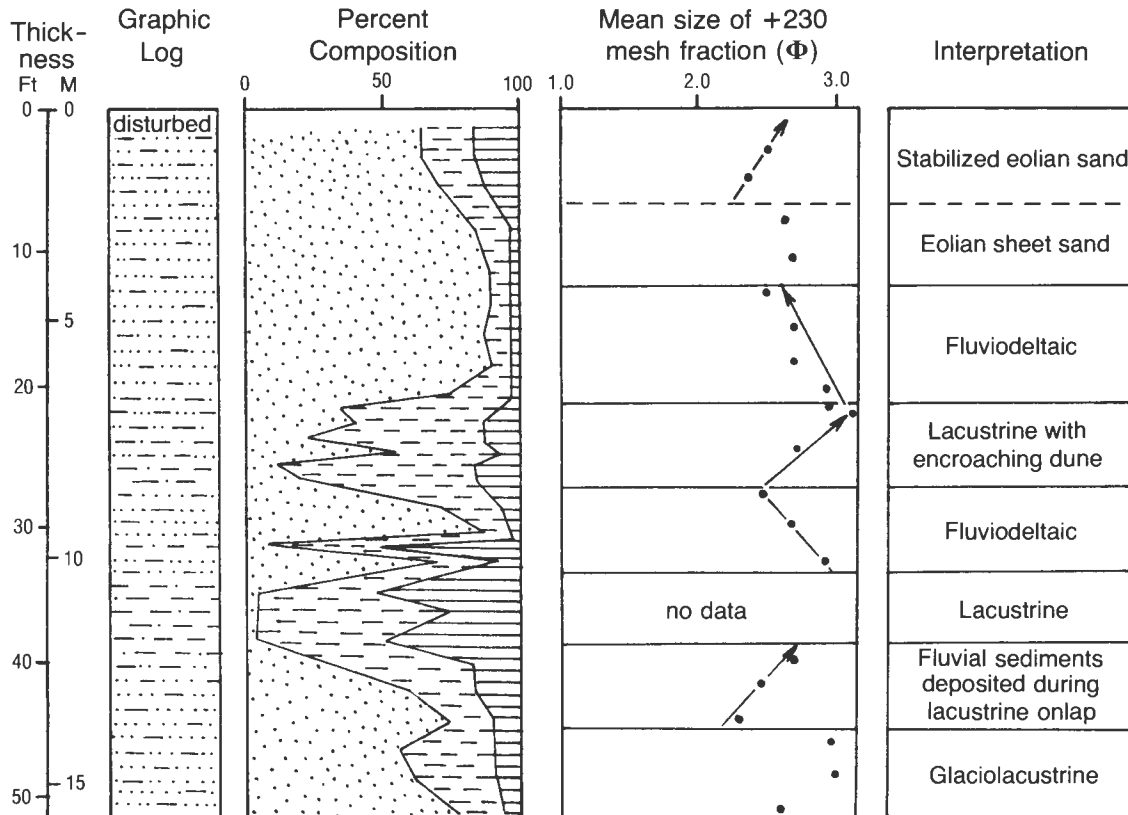 Thick-
ness
Ft M
Graphic
Log
Percent
Composition
Mean size of +230
mesh fraction (Φ)
Interpretation
0 50 100
1.0 2.0 3.0
0 0
10
5
20
30
10
40
15
50
disturbed
no data
Stabilized eolian sand
Eolian sheet sand
Fluviodeltaic
Lacustrine with
encroaching dune
Fluviodeltaic
Lacustrine
Fluvial sediments
deposited during
lacustrine onlap
Glaciolacustrine